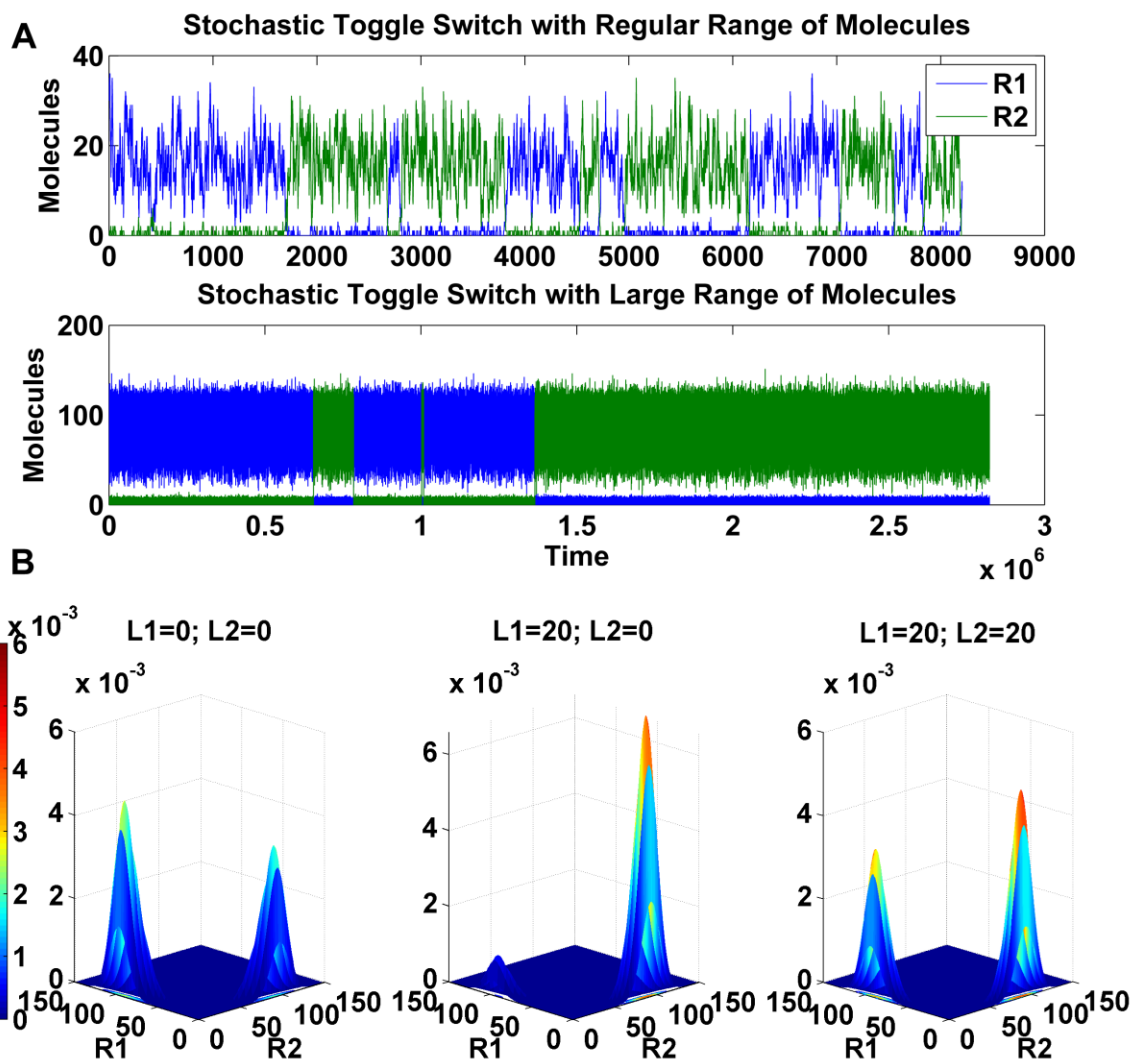 A
Stochastic Toggle Switch with Regular Range of Molecules
40
20
0
Molecules
R1
R2
0 1000 2000 3000 4000 5000 6000 7000 8000 9000
Stochastic Toggle Switch with Large Range of Molecules
200
100
0
Molecules
0 0.5 1 1.5 2 2.5 3
Time
x 10^6
B
x 10^-3
6
5
4
3
2
1
0
L1=0; L2=0
x 10^-3
6
4
2
0
150 100 50 0 0 50 100 150
R1 R2
L1=20; L2=0
x 10^-3
6
4
2
0
150 100 50 0 0 50 100 150
R1 R2
L1=20; L2=20
x 10^-3
6
4
2
0
150 100 50 0 0 50 100 150
R1 R2